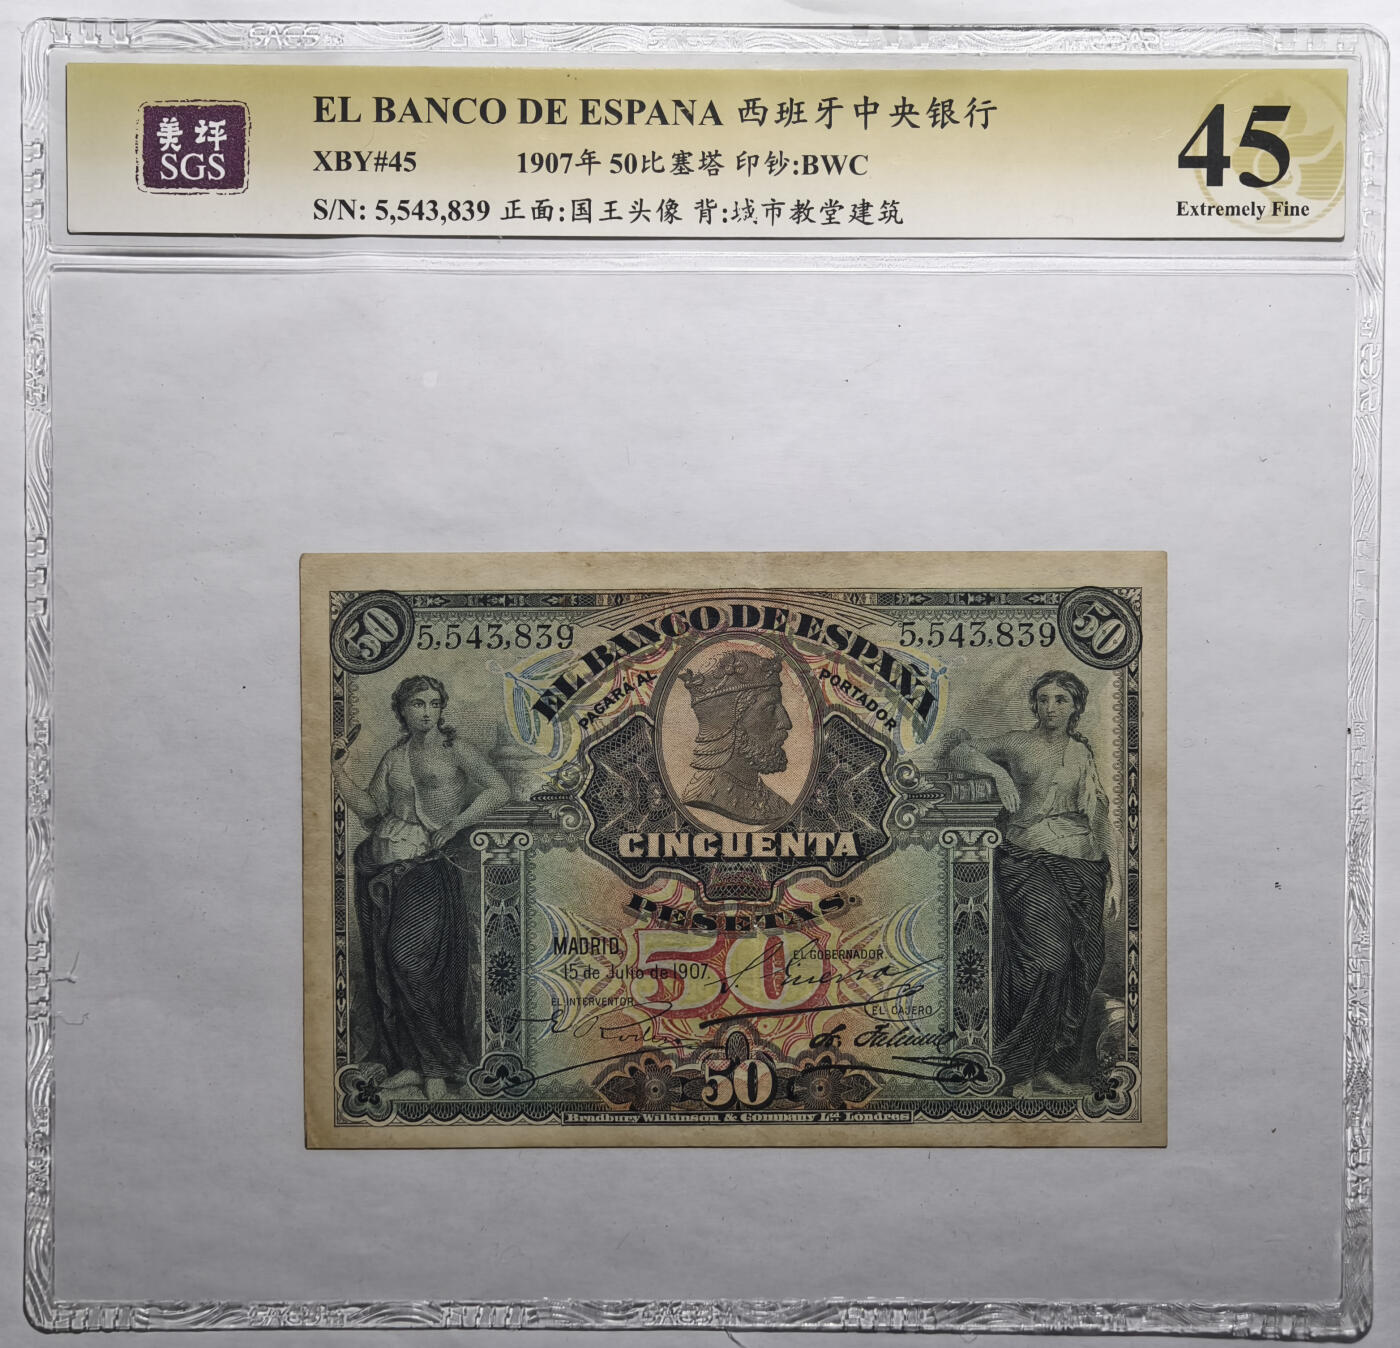 美评
SGS
EL BANCO DE ESPANA 西班牙中央银行
XBY#45 1907年 50比塞塔 印钞:BWC
S/N: 5,543,839 正面:国王头像 背:城市教堂建筑
45
Extremely Fine
50 5,543,839 5,543,839 50
EL BANCO DE ESPAÑA
PAGARÁ AL PORTADOR
CINCUENTA
PESETAS.
50
MADRID,
15 de Julio de 1907.
EL GOBERNADOR.
EL INTERVENTOR,
EL CAJERO
50
Bradbury Wilkinson & Company Ld. Londres